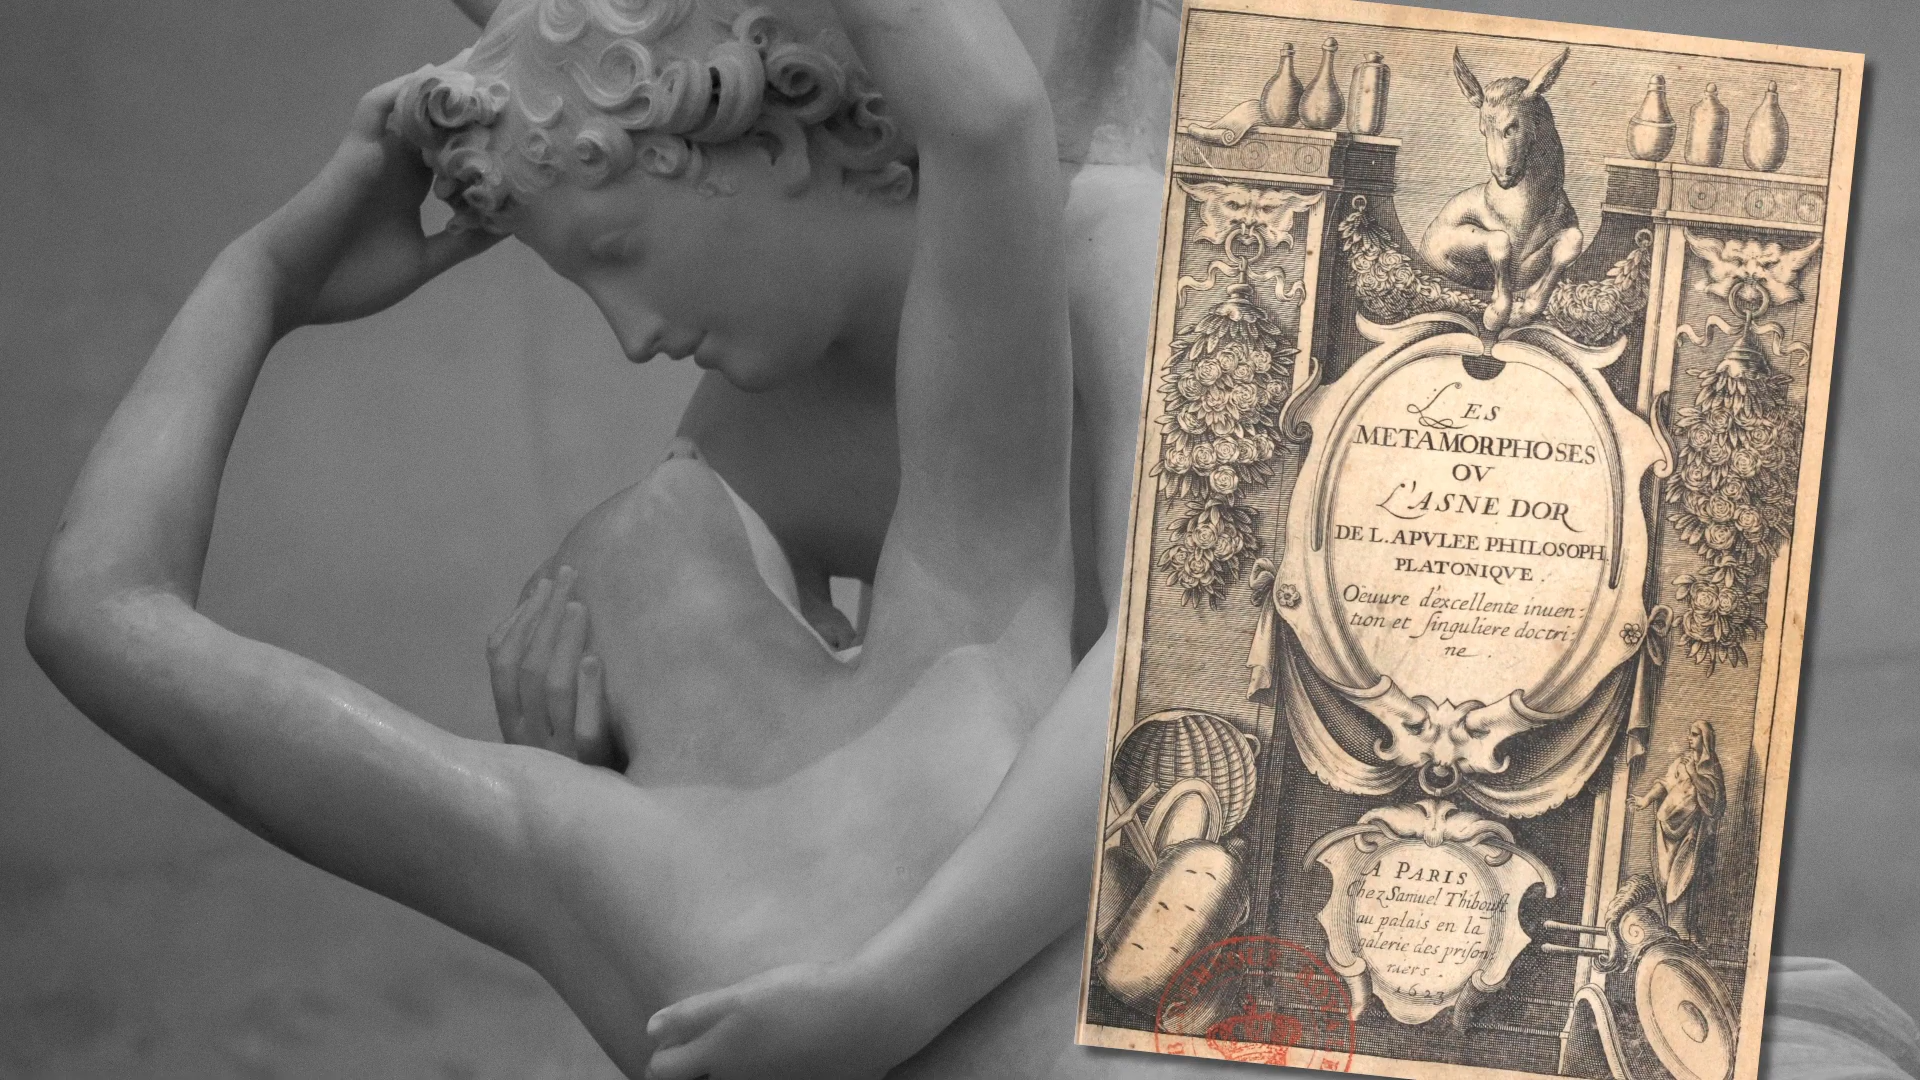 LES
METAMORPHOSES
OV
L'ASNE DOR
DE L. APVLEE PHILOSOPH
PLATONIQVE.
Oeuure d'excellente inuen:
tion et singuliere doctri:
ne.
A PARIS
Chez Samuel Thiboust
au palais en la
galerie des prison:
niers.
1623